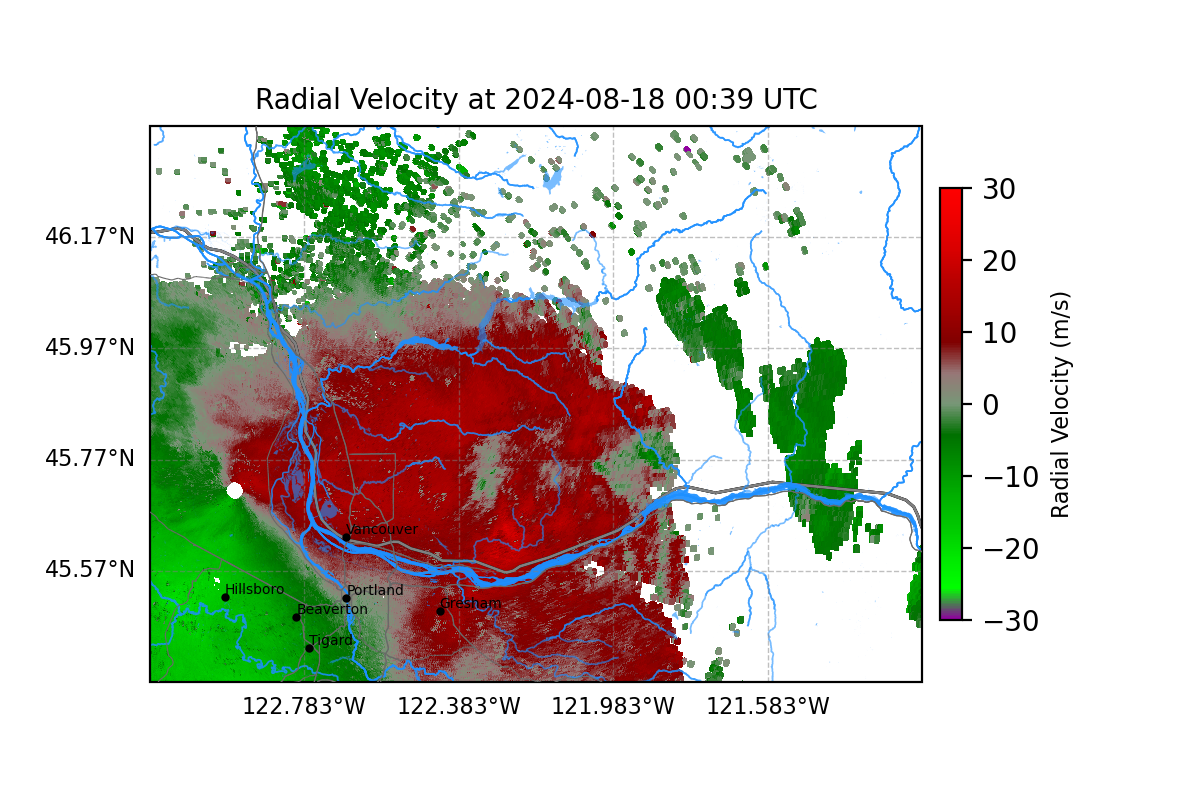 Radial Velocity at 2024-08-18 00:39 UTC
46.17°N
45.97°N
45.77°N
45.57°N
Vancouver
Hillsboro
Portland
Beaverton
Gresham
Tigard
122.783°W
122.383°W
121.983°W
121.583°W
30
20
10
0
−10
−20
−30
Radial Velocity (m/s)